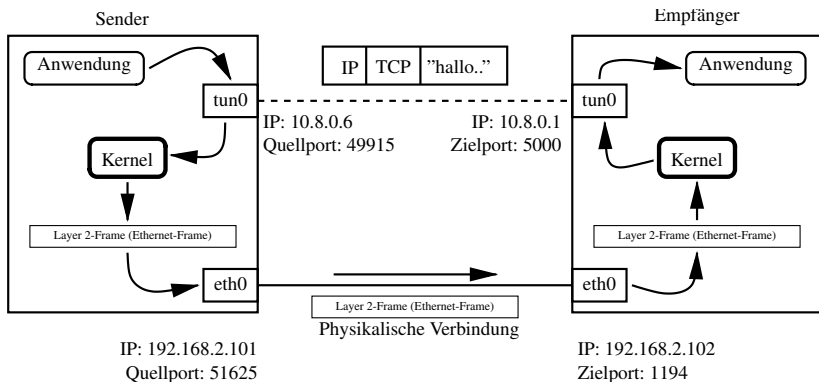 Sender
Empfänger
Anwendung
IP TCP "hallo.."
Anwendung
tun0
tun0
IP: 10.8.0.6
Quellport: 49915
IP: 10.8.0.1
Zielport: 5000
Kernel
Kernel
Layer 2-Frame (Ethernet-Frame)
Layer 2-Frame (Ethernet-Frame)
eth0
eth0
Layer 2-Frame (Ethernet-Frame)
Physikalische Verbindung
IP: 192.168.2.101
Quellport: 51625
IP: 192.168.2.102
Zielport: 1194